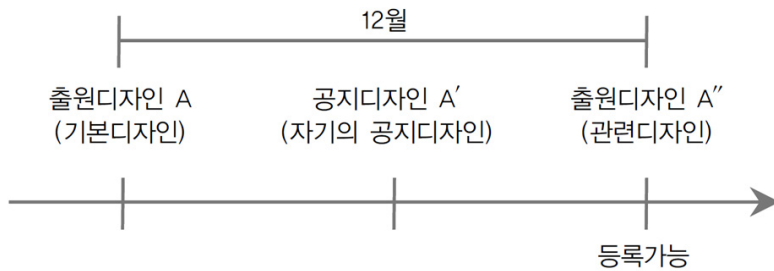 12월
출원디자인 A
(기본디자인)
공지디자인 A′
(자기의 공지디자인)
출원디자인 A″
(관련디자인)
등록가능